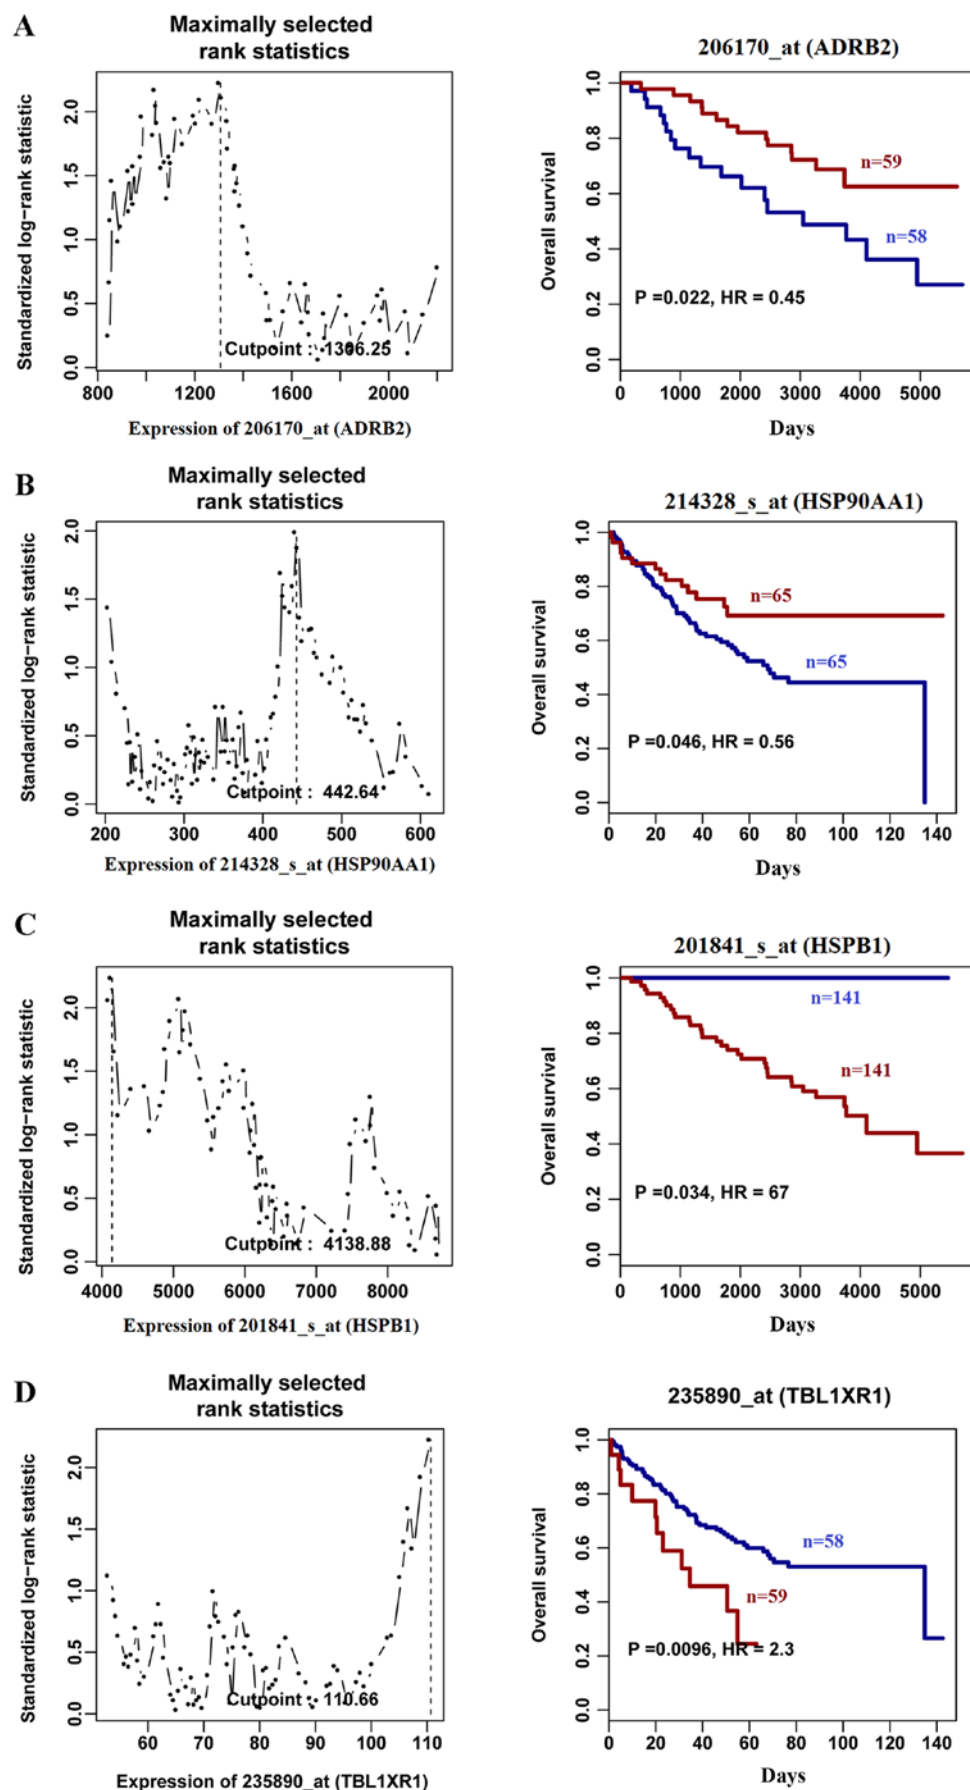 A
Maximally selected
rank statistics
Standardized log-rank statistic
2.0
1.5
1.0
0.5
0.0
Cutpoint : 1306.25
800 1200 1600 2000
Expression of 206170_at (ADRB2)
206170_at (ADRB2)
Overall survival
1.0
0.8
0.6
0.4
0.2
0.0
n=59
n=58
P =0.022, HR = 0.45
0 1000 2000 3000 4000 5000
Days
B
Maximally selected
rank statistics
Standardized log-rank statistic
2.0
1.5
1.0
0.5
0.0
Cutpoint : 442.64
200 300 400 500 600
Expression of 214328_s_at (HSP90AA1)
214328_s_at (HSP90AA1)
Overall survival
1.0
0.8
0.6
0.4
0.2
0.0
n=65
n=65
P =0.046, HR = 0.56
0 20 40 60 80 100 120 140
Days
C
Maximally selected
rank statistics
Standardized log-rank statistic
2.0
1.5
1.0
0.5
0.0
Cutpoint : 4138.88
4000 5000 6000 7000 8000
Expression of 201841_s_at (HSPB1)
201841_s_at (HSPB1)
Overall survival
1.0
0.8
0.6
0.4
0.2
0.0
n=141
n=141
P =0.034, HR = 67
0 1000 2000 3000 4000 5000
Days
D
Maximally selected
rank statistics
Standardized log-rank statistic
2.0
1.5
1.0
0.5
0.0
Cutpoint : 110.66
60 70 80 90 100 110
Expression of 235890_at (TBL1XR1)
235890_at (TBL1XR1)
Overall survival
1.0
0.8
0.6
0.4
0.2
0.0
n=58
n=59
P =0.0096, HR = 2.3
0 20 40 60 80 100 120 140
Days